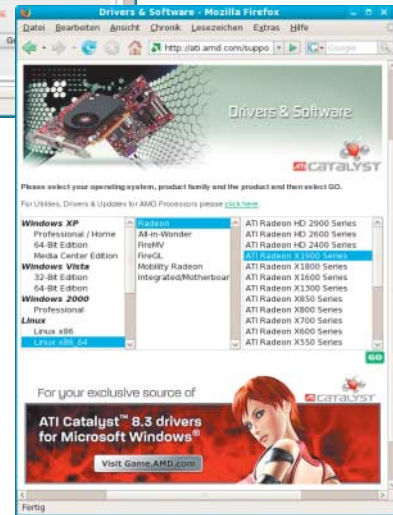 Drivers & Software - Mozilla Firefox
Datei Bearbeiten Ansicht Chronik Lesezeichen Extras Hilfe
http://ati.amd.com/suppo
Google
Drivers & Software
ATI CATALYST
Please select your operating system, product family and the product and then select GO.
For Utilities, Drivers & Updates for AMD Processors please click here.
Windows XP
Professional / Home
64-Bit Edition
Media Center Edition
Windows Vista
32-Bit Edition
64-Bit Edition
Windows 2000
Professional
Linux
Linux x86
Linux x86_64
Radeon
All-in-Wonder
FireMV
FireGL
Mobility Radeon
Integrated/Motherboar
ATI Radeon HD 2900 Series
ATI Radeon HD 2600 Series
ATI Radeon HD 2400 Series
ATI Radeon X1900 Series
ATI Radeon X1800 Series
ATI Radeon X1600 Series
ATI Radeon X1300 Series
ATI Radeon X850 Series
ATI Radeon X800 Series
ATI Radeon X700 Series
ATI Radeon X600 Series
ATI Radeon X550 Series
GO
For your exclusive source of
ATI CATALYST
ATI Catalyst™ 8.3 drivers
for Microsoft Windows®
Visit Game.AMD.com
Fertig